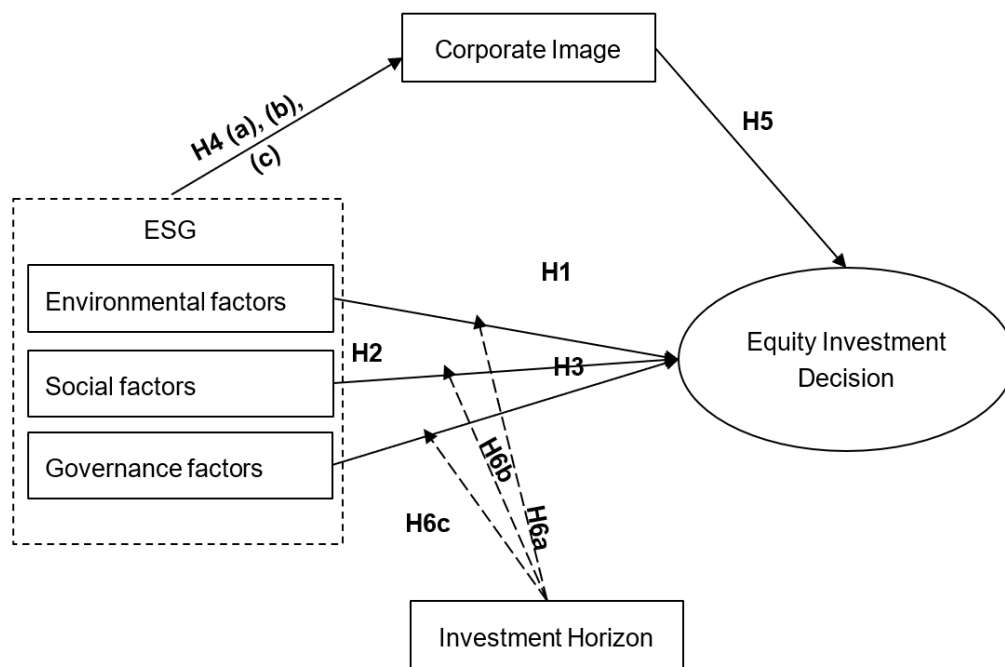 Corporate Image
H4 (a), (b),
(c)
H5
ESG
H1
Environmental factors
H2
H3
Equity Investment
Decision
Social factors
Governance factors
H6b
H6a
H6c
Investment Horizon